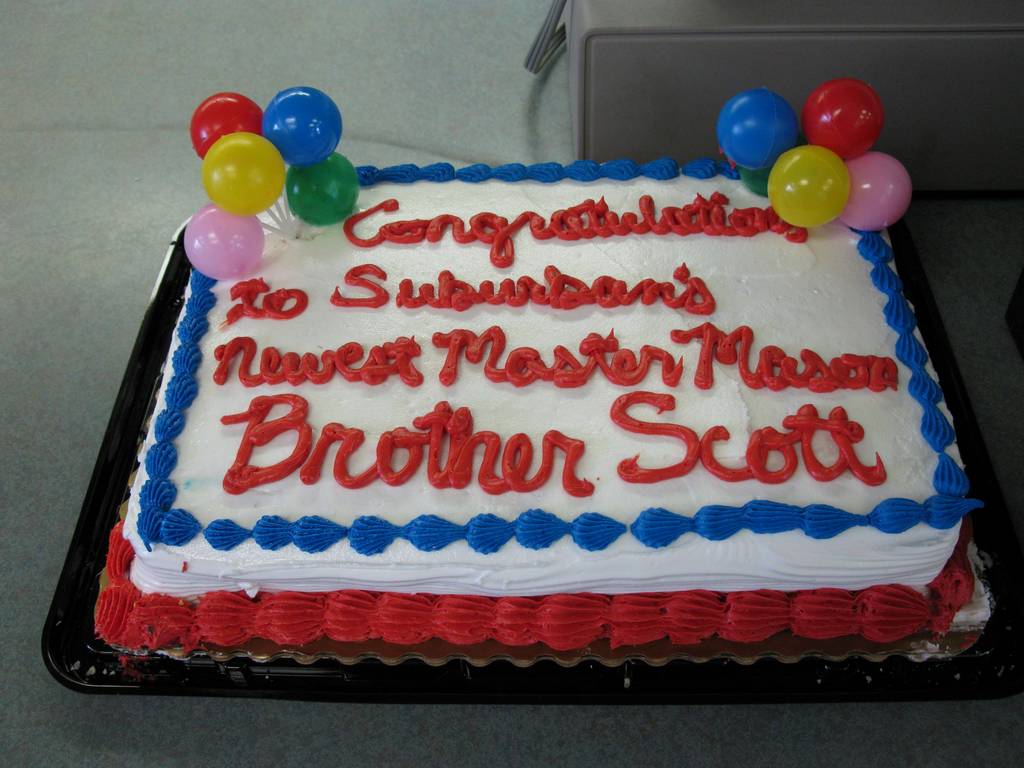 Congratulations
to Suburban's
Newest Master Mason
Brother Scott